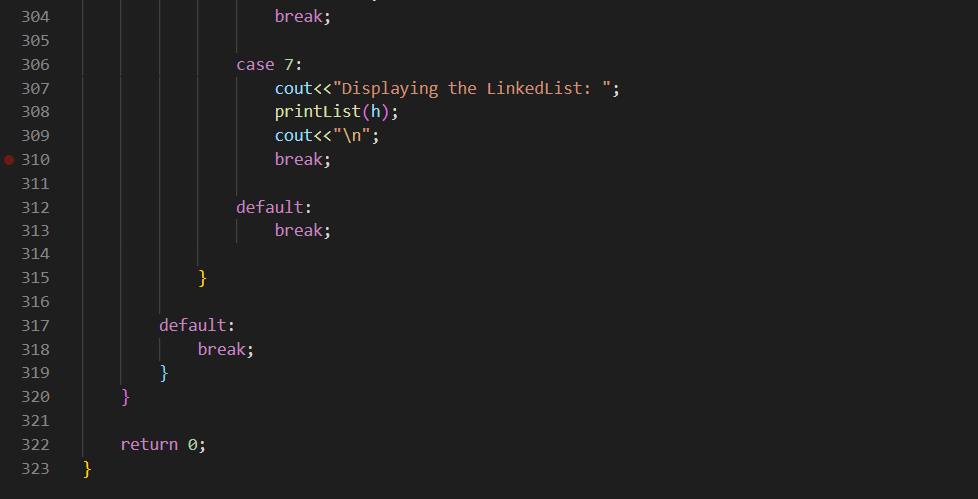 304 break;
305
306 case 7:
307 cout<<"Displaying the LinkedList: ";
308 printList(h);
309 cout<<"\n";
310 break;
311
312 default:
313 break;
314
315 }
316
317 default:
318 break;
319 }
320 }
321
322 return 0;
323 }